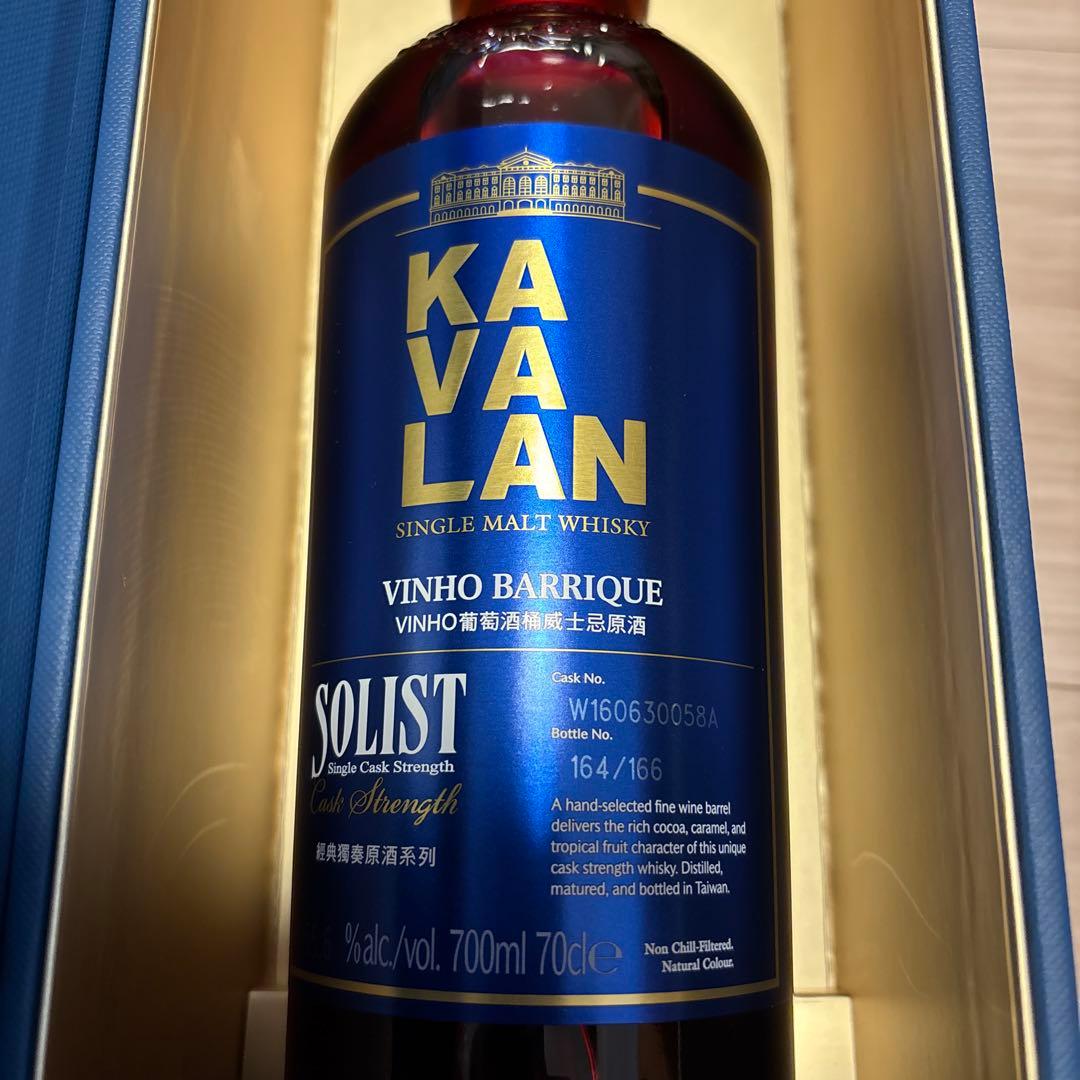 KA
VA
LAN
SINGLE MALT WHISKY
VINHO BARRIQUE
VINHO葡萄酒桶威士忌原酒
SOLIST
Single Cask Strength
Cask Strength
經典獨奏原酒系列
Cask No.
W160630058A
Bottle No.
164/166
A hand-selected fine wine barrel
delivers the rich cocoa, caramel, and
tropical fruit character of this unique
cask strength whisky. Distilled,
matured, and bottled in Taiwan.
%alc./vol. 700ml 70cl℮
Non Chill-Filtered.
Natural Colour.